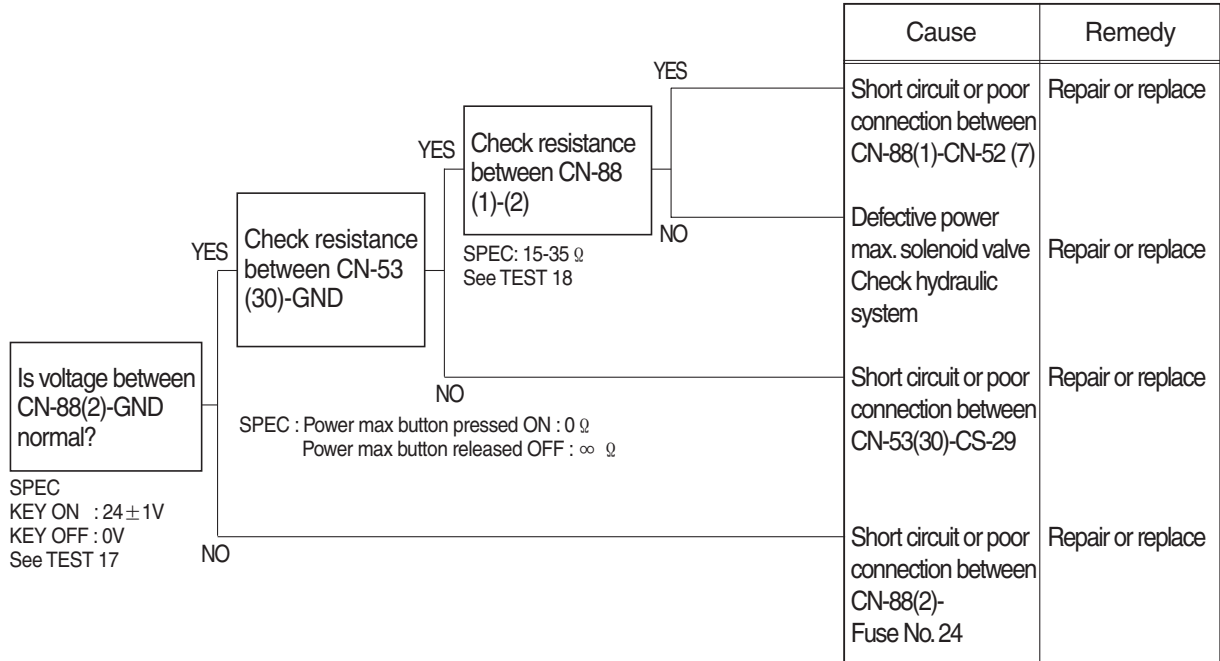 Cause
Remedy
YES
Short circuit or poor
connection between
CN-88(1)-CN-52 (7)
Repair or replace
YES
Check resistance
between CN-88
(1)-(2)
NO
SPEC: 15-35 Ω
See TEST 18
Defective power
max. solenoid valve
Check hydraulic
system
Repair or replace
YES
Check resistance
between CN-53
(30)-GND
NO
SPEC : Power max button pressed ON : 0 Ω
Power max button released OFF : ∞ Ω
Short circuit or poor
connection between
CN-53(30)-CS-29
Repair or replace
Is voltage between
CN-88(2)-GND
normal?
SPEC
KEY ON : 24±1V
KEY OFF : 0V
See TEST 17
NO
Short circuit or poor
connection between
CN-88(2)-
Fuse No. 24
Repair or replace